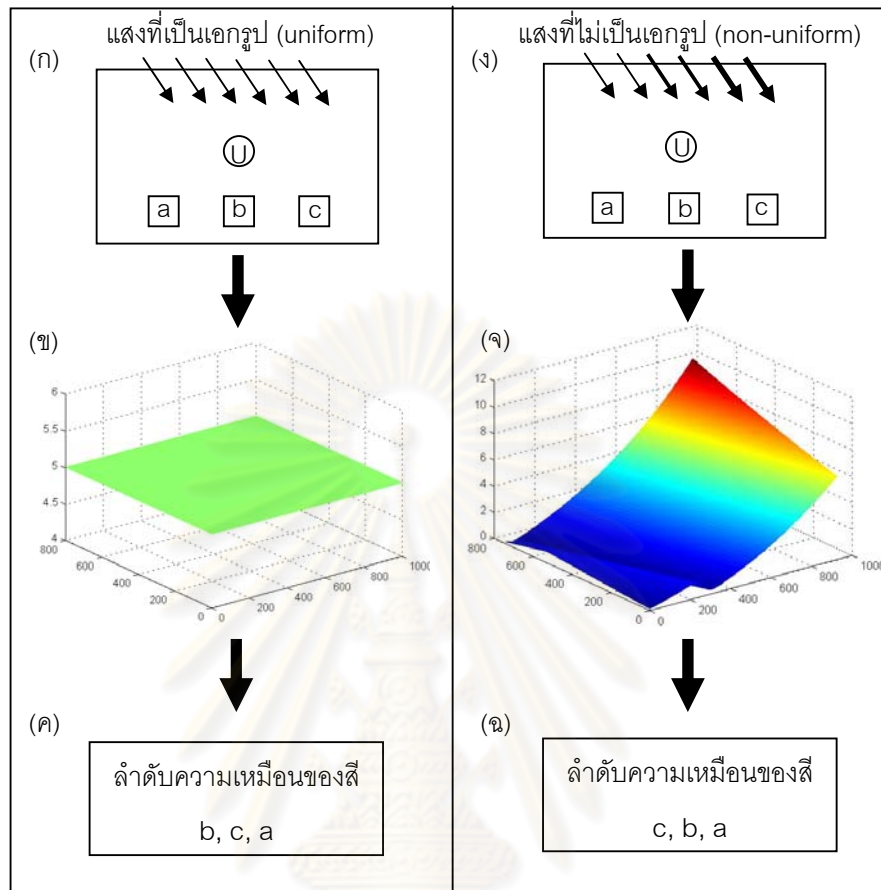 แสงที่เป็นเอกรูป (uniform)
(ก)
U
a b c
(ข)
6
5.5
5
4.5
4
800
600
400
200
0
0
200
400
600
800
1000
(ค)
ลำดับความเหมือนของสี
b, c, a
แสงที่ไม่เป็นเอกรูป (non-uniform)
(ง)
U
a b c
(จ)
12
10
8
6
4
2
0
800
600
400
200
0
0
200
400
600
800
1000
(ฉ)
ลำดับความเหมือนของสี
c, b, a